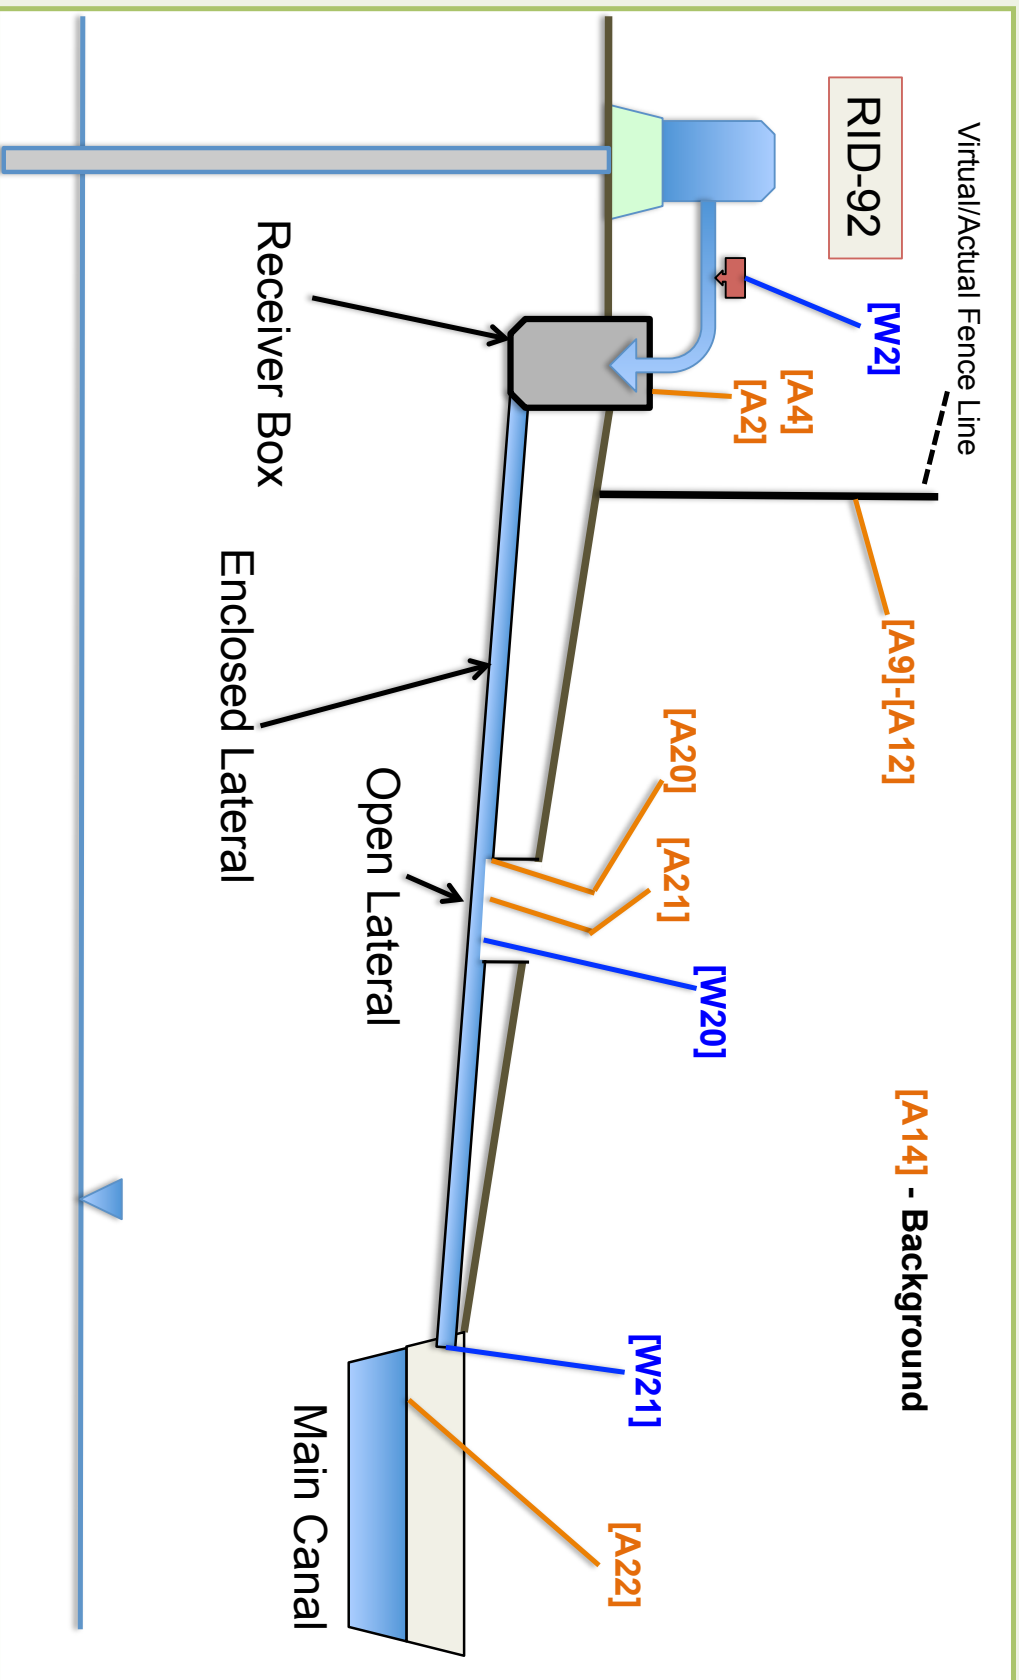 Virtual/Actual Fence Line
RID-92
[W2]
[A4]
[A2]
[A9]-[A12]
[A14] - Background
[A20]
[A21]
[W20]
[W21]
[A22]
Receiver Box
Enclosed Lateral
Open Lateral
Main Canal